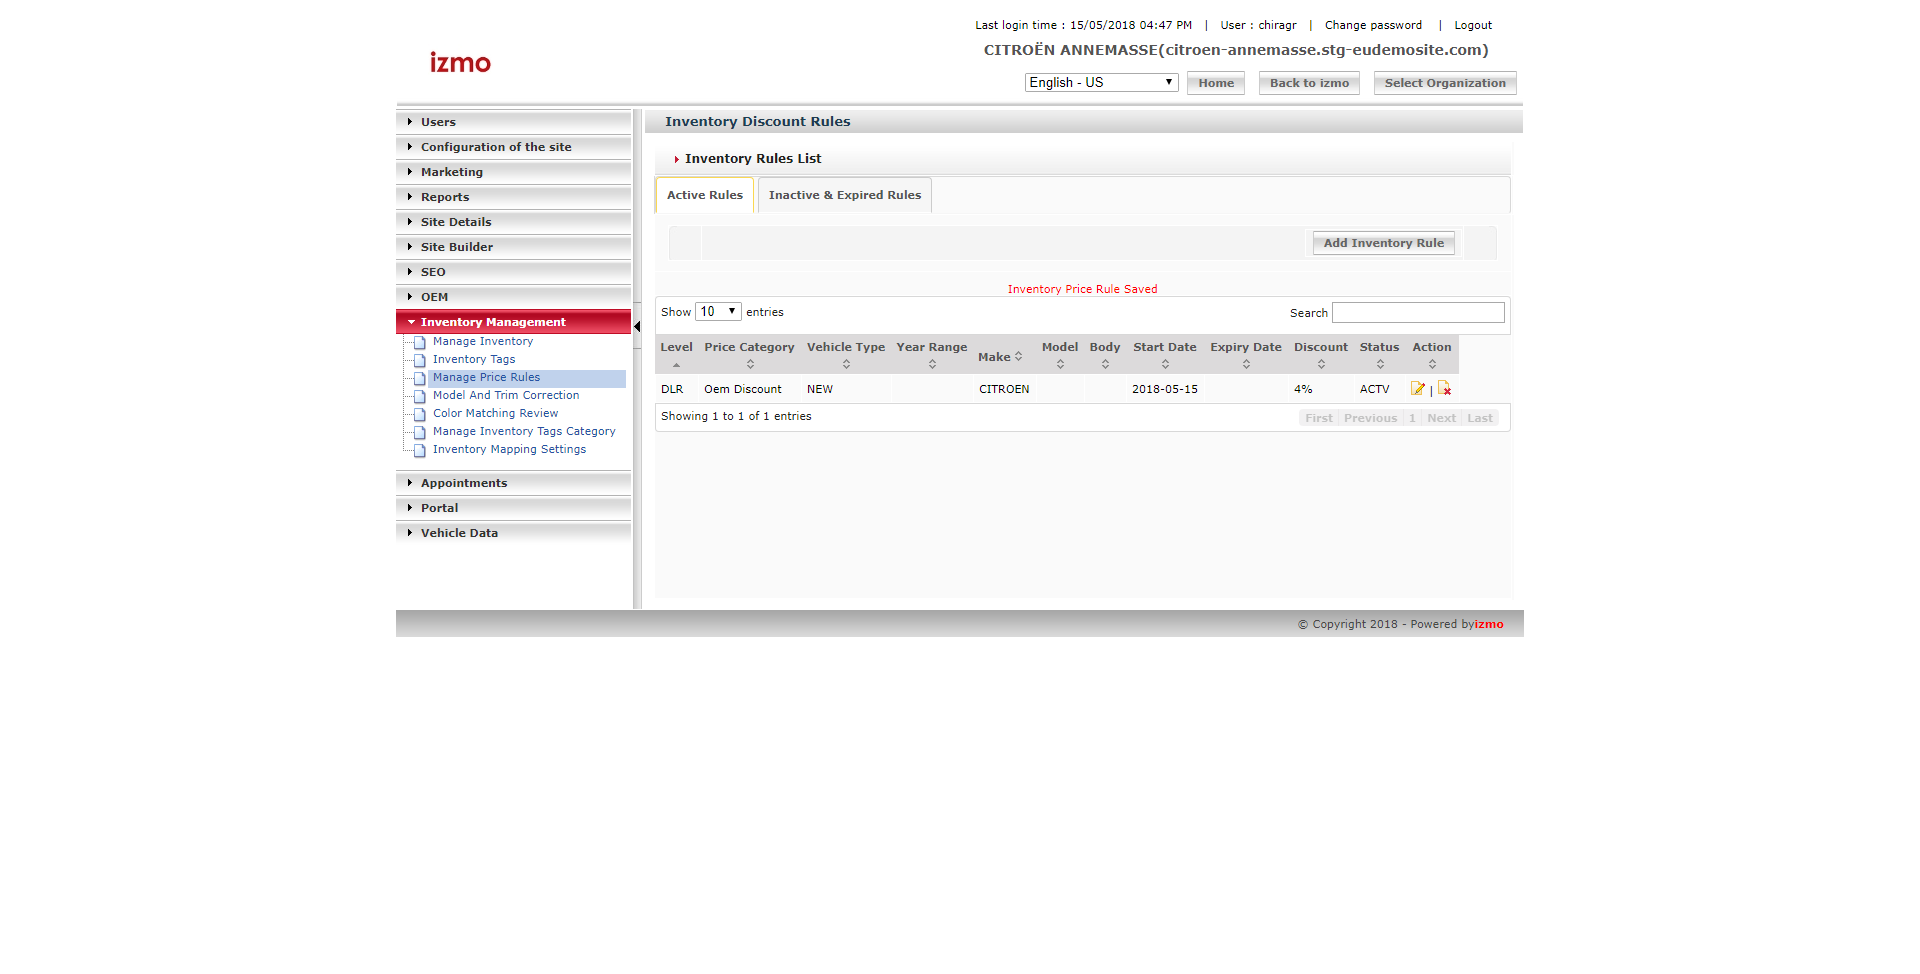 Last login time : 15/05/2018 04:47 PM | User : chiragr | Change password | Logout
izmo
CITROËN ANNEMASSE(citroen-annemasse.stg-eudemosite.com)
English - US Home Back to izmo Select Organization
Users
Configuration of the site
Marketing
Reports
Site Details
Site Builder
SEO
OEM
Inventory Management
Manage Inventory
Inventory Tags
Manage Price Rules
Model And Trim Correction
Color Matching Review
Manage Inventory Tags Category
Inventory Mapping Settings
Appointments
Portal
Vehicle Data
Inventory Discount Rules
Inventory Rules List
Active Rules Inactive & Expired Rules
Add Inventory Rule
Inventory Price Rule Saved
Show 10 entries Search
Level Price Category Vehicle Type Year Range Make Model Body Start Date Expiry Date Discount Status Action
DLR Oem Discount NEW CITROEN 2018-05-15 4% ACTV |
Showing 1 to 1 of 1 entries First Previous 1 Next Last
© Copyright 2018 - Powered byizmo